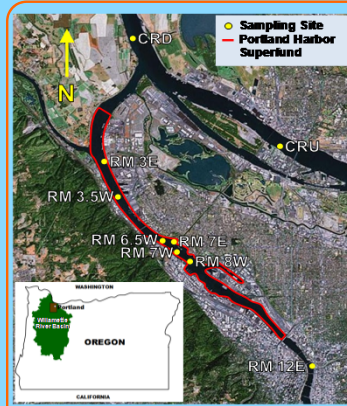 Sampling Site
Portland Harbor
Superfund
N
CRD
CRU
RM 3E
RM 3.5W
RM 6.5W
RM 7E
RM 7W
RM 8W
RM 12E
WASHINGTON
Portland
Willamette
River Basin
OREGON
CALIFORNIA